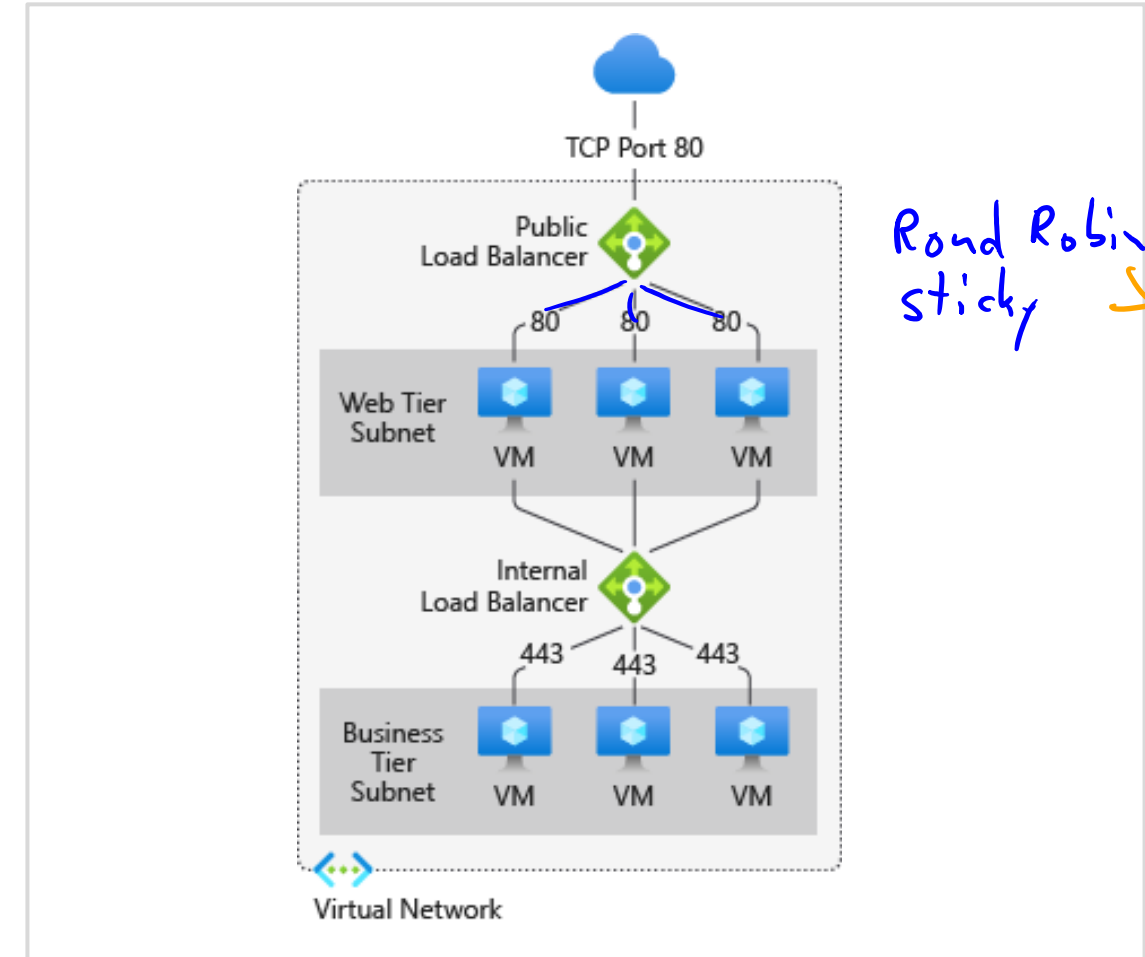 TCP Port 80
Public
Load Balancer
Rond Robin
sticky
80 80 80
Web Tier
Subnet
VM VM VM
Internal
Load Balancer
443 443 443
Business
Tier
Subnet
VM VM VM
Virtual Network